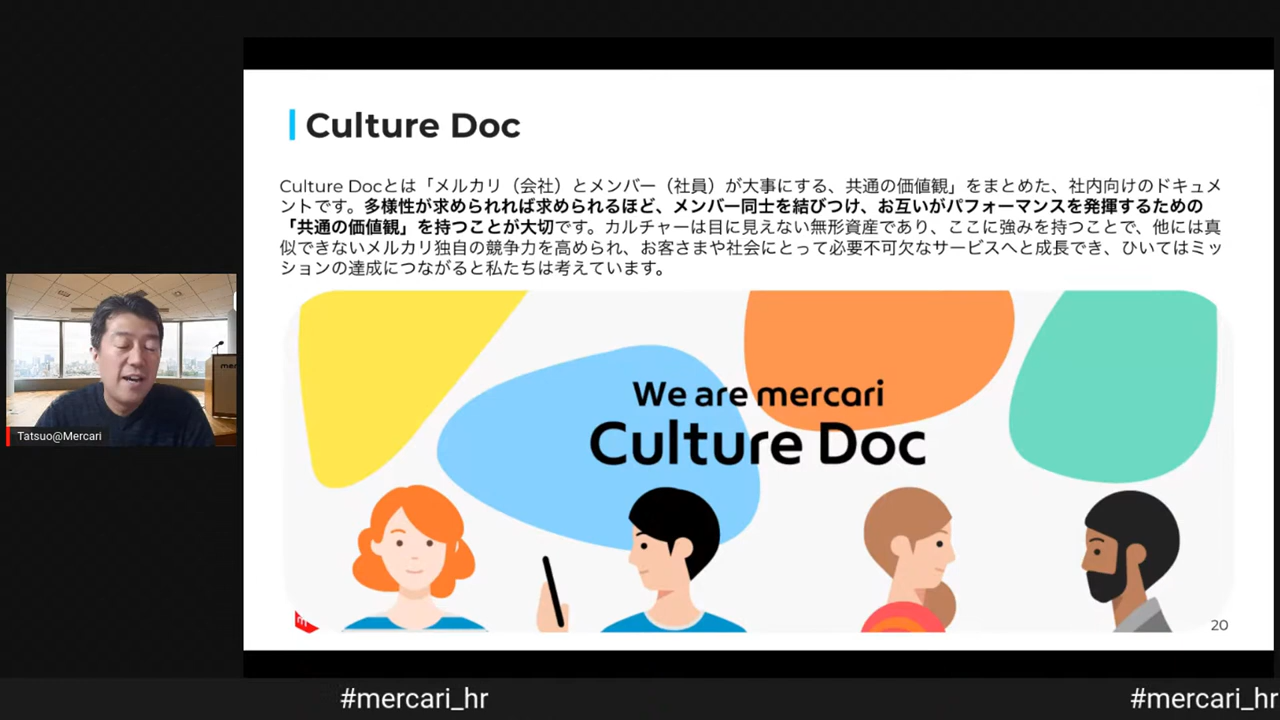 Culture Doc
Culture Docとは「メルカリ（会社）とメンバー（社員）が大事にする、共通の価値観」をまとめた、社内向けのドキュメ
ントです。多様性が求められれば求められるほど、メンバー同士を結びつけ、お互いがパフォーマンスを発揮するための
「共通の価値観」を持つことが大切です。カルチャーは目に見えない無形資産であり、ここに強みを持つことで、他には真
似できないメルカリ独自の競争力を高められ、お客さまや社会にとって必要不可欠なサービスへと成長でき、ひいてはミッ
ションの達成につながると私たちは考えています。
We are mercari
Culture Doc
Tatsuo@Mercari
20
#mercari_hr
#mercari_hr